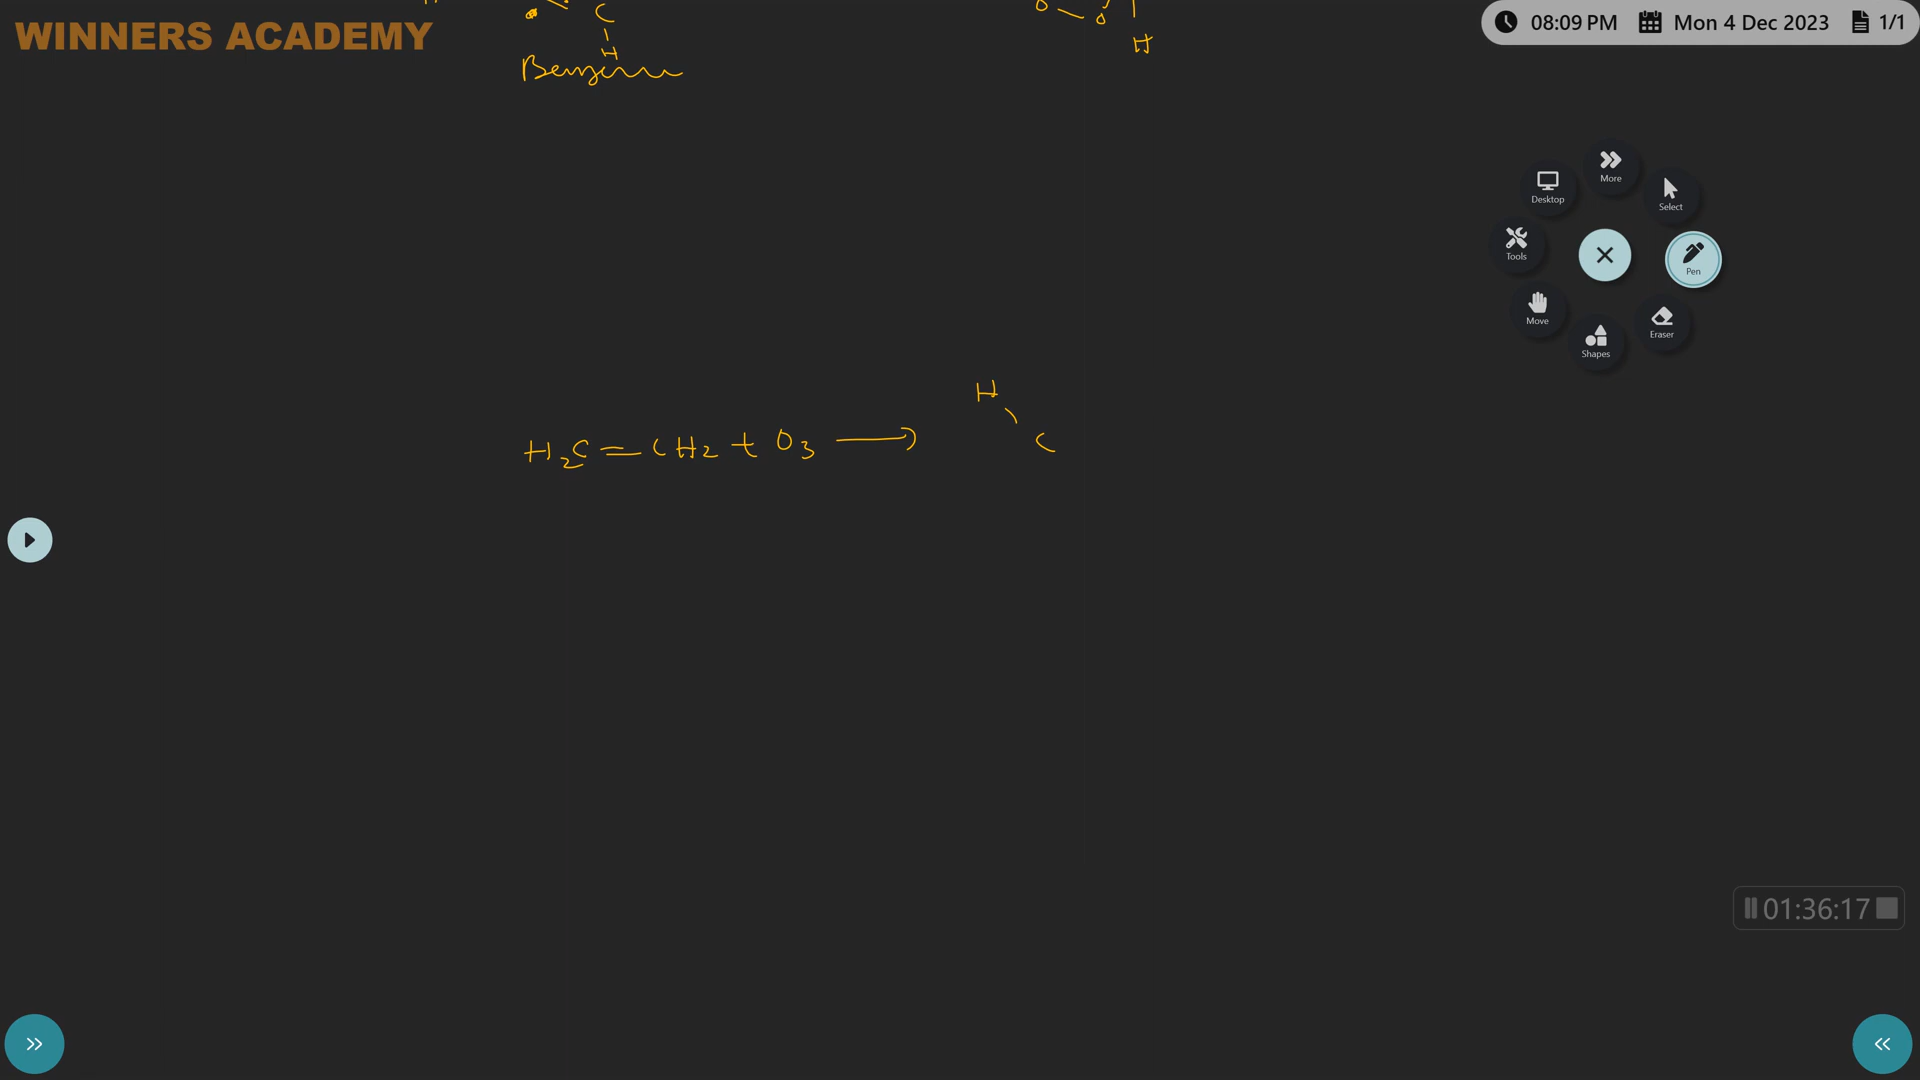 C
O O
WINNERS ACADEMY
08:09 PM Mon 4 Dec 2023 1/1
H
H
Benzene
More
Desktop
Select
Tools
Pen
Move
Eraser
Shapes
H
H₂C = CH₂ + O₃ ⟶ C
01:36:17